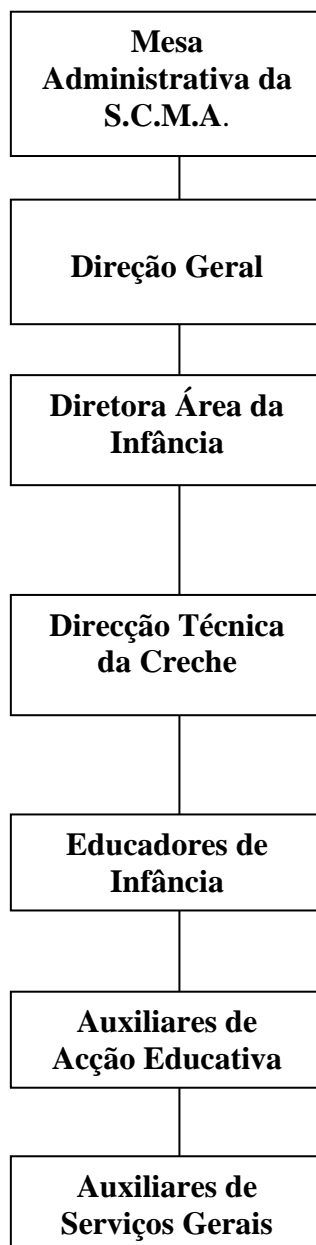 Mesa
Administrativa da
S.C.M.A.
Direção Geral
Diretora Área da
Infância
Direcção Técnica
da Creche
Educadores de
Infância
Auxiliares de
Acção Educativa
Auxiliares de
Serviços Gerais